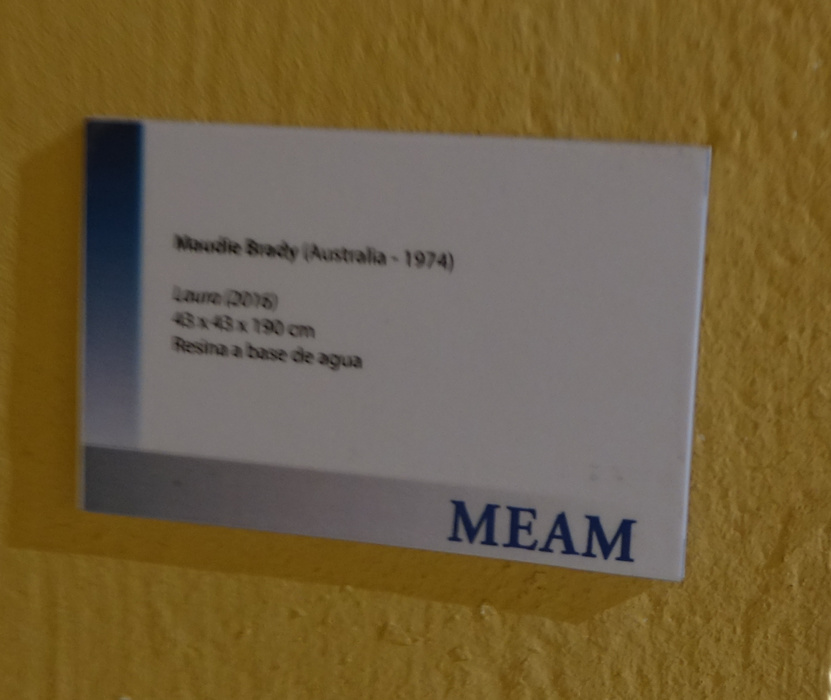 Maudie Brady (Australia - 1974)
Laura (2016)
43 x 43 x 190 cm
Resina a base de agua
MEAM